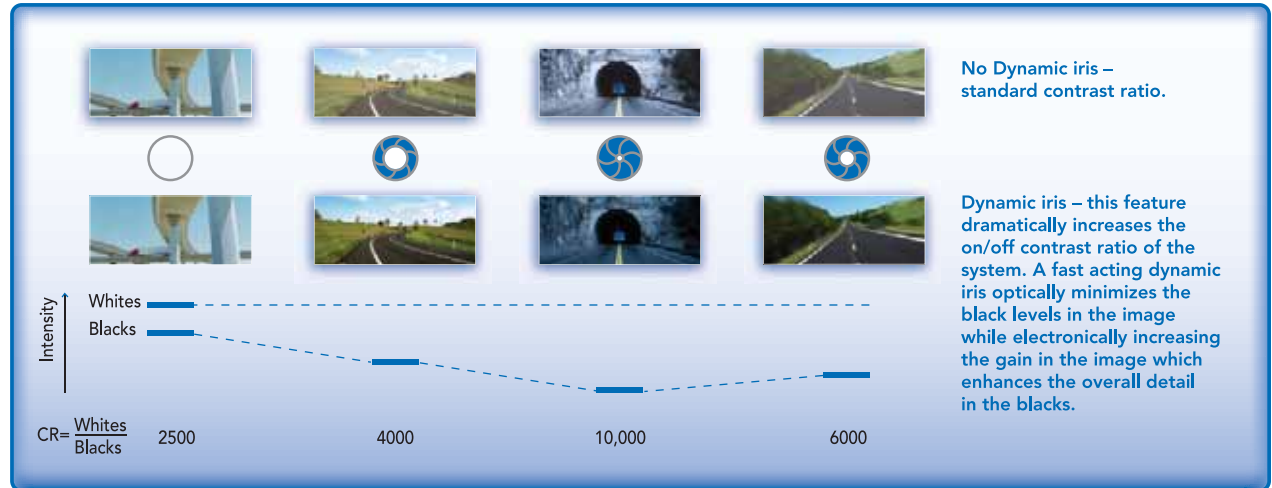 No Dynamic iris –
standard contrast ratio.
Dynamic iris – this feature
dramatically increases the
on/off contrast ratio of the
system. A fast acting dynamic
iris optically minimizes the
black levels in the image
while electronically increasing
the gain in the image which
enhances the overall detail
in the blacks.
Intensity
Whites
Blacks
CR= Whites
Blacks
2500 4000 10,000 6000